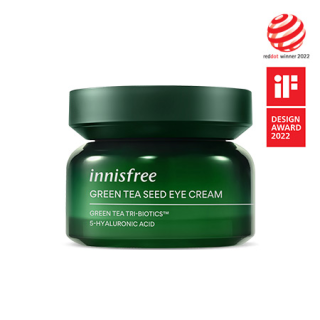 reddot winner 2022
iF
DESIGN
AWARD
2022
innisfree
GREEN TEA SEED EYE CREAM
GREEN TEA TRI-BIOTICS™
5-HYALURONIC ACID